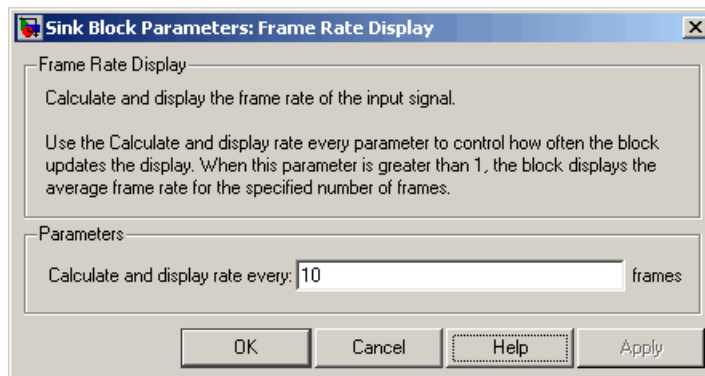 Sink Block Parameters: Frame Rate Display
Frame Rate Display
Calculate and display the frame rate of the input signal.
Use the Calculate and display rate every parameter to control how often the block
updates the display. When this parameter is greater than 1, the block displays the
average frame rate for the specified number of frames.
Parameters
Calculate and display rate every: 10 frames
OK Cancel Help Apply